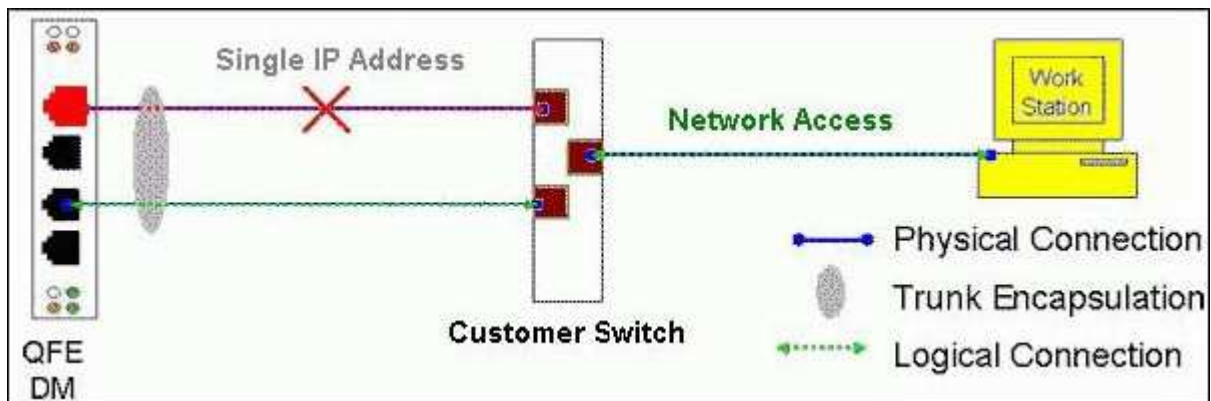 Single IP Address
Work
Station
Network Access
Physical Connection
Trunk Encapsulation
Customer Switch
Logical Connection
QFE
DM